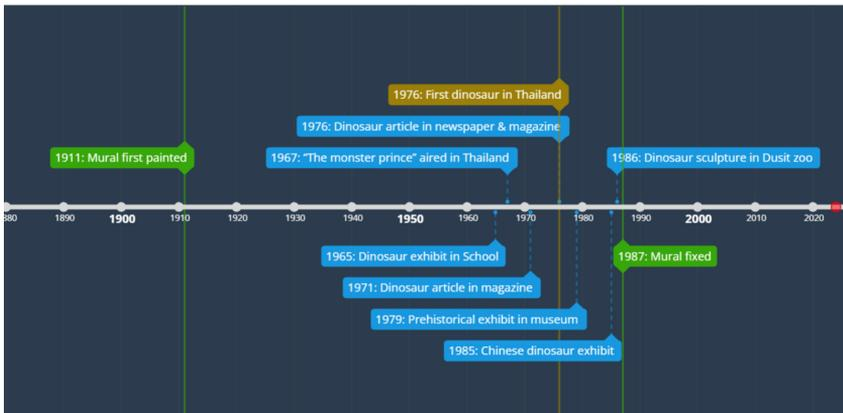 1976: First dinosaur in Thailand
1976: Dinosaur article in newspaper & magazine
1911: Mural first painted
1967: “The monster prince” aired in Thailand
1986: Dinosaur sculpture in Dusit zoo
880 1890 1900 1910 1920 1930 1940 1950 1960 1970 1980 1990 2000 2010 2020
1965: Dinosaur exhibit in School
1987: Mural fixed
1971: Dinosaur article in magazine
1979: Prehistorical exhibit in museum
1985: Chinese dinosaur exhibit